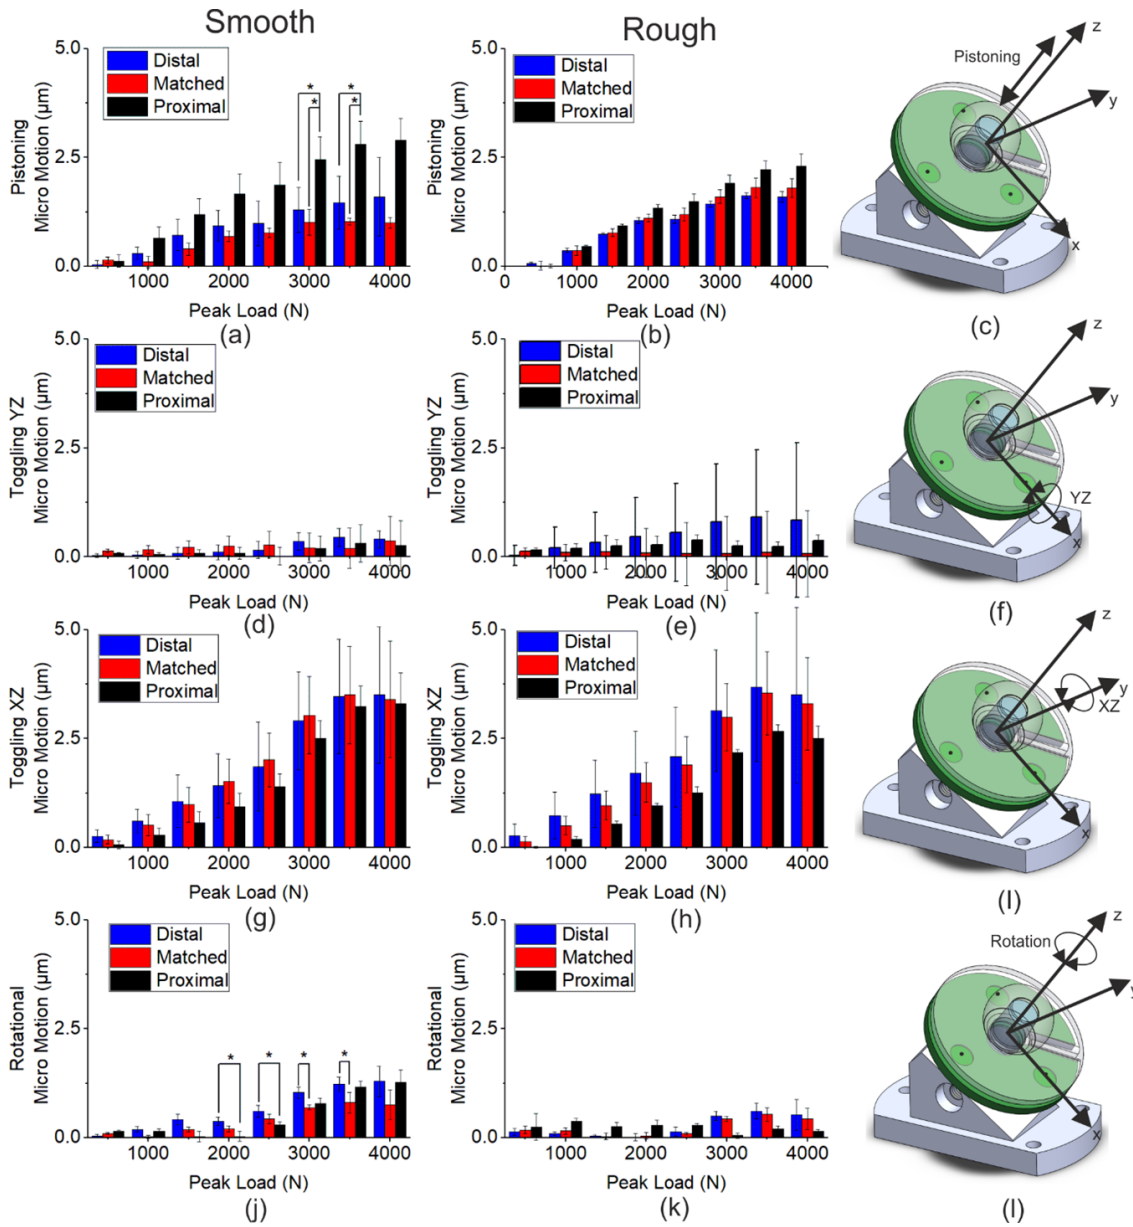 Smooth
Rough
5.0
2.5
0.0
Pistoning
Micro Motion (µm)
Distal
Matched
Proximal
*
*
*
*
1000 2000 3000 4000
Peak Load (N)
(a)
5.0
2.5
0.0
Pistoning
Micro Motion (µm)
Distal
Matched
Proximal
0 1000 2000 3000 4000
Peak Load (N)
(b)
Pistoning
z
y
x
(c)
5.0
2.5
0.0
Toggling YZ
Micro Motion (µm)
Distal
Matched
Proximal
1000 2000 3000 4000
Peak Load (N)
(d)
5.0
2.5
0.0
Toggling YZ
Micro Motion (µm)
Distal
Matched
Proximal
1000 2000 3000 4000
Peak Load (N)
(e)
z
y
YZ
x
(f)
5.0
2.5
0.0
Toggling XZ
Micro Motion (µm)
Distal
Matched
Proximal
1000 2000 3000 4000
Peak Load (N)
(g)
5.0
2.5
0.0
Toggling XZ
Micro Motion (µm)
Distal
Matched
Proximal
1000 2000 3000 4000
Peak Load (N)
(h)
z
y
XZ
x
(I)
5.0
2.5
0.0
Rotational
Micro Motion (µm)
Distal
Matched
Proximal
*
*
*
*
1000 2000 3000 4000
Peak Load (N)
(j)
5.0
2.5
0.0
Rotational
Micro Motion (µm)
Distal
Matched
Proximal
1000 2000 3000 4000
Peak Load (N)
(k)
Rotation
z
y
x
(l)